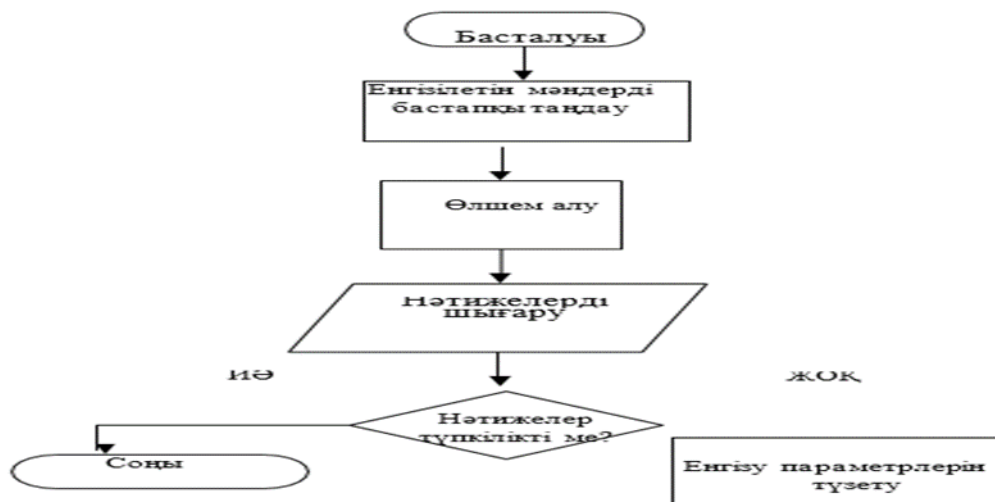 Басталуы
Енгізілетін мәндерді
бастапқы таңдау
Өлшем алу
Нәтижелерді
шығару
ИӘ
ЖОҚ
Нәтижелер
түпкілікті ме?
Соңы
Енгізу параметрлерін
түзету